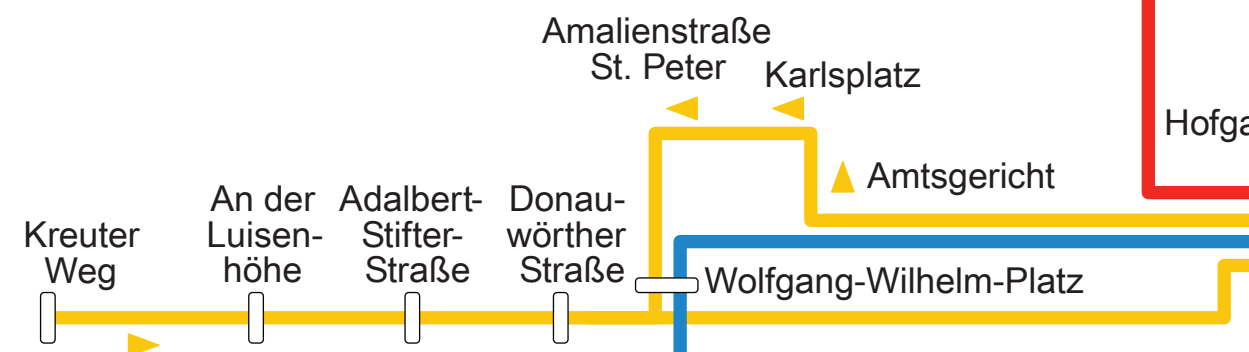 Amalienstraße
St. Peter
Karlsplatz
Hofga
Amtsgericht
Kreuter
Weg
An der
Luisen-
höhe
Adalbert-
Stifter-
Straße
Donau-
wörther
Straße
Wolfgang-Wilhelm-Platz